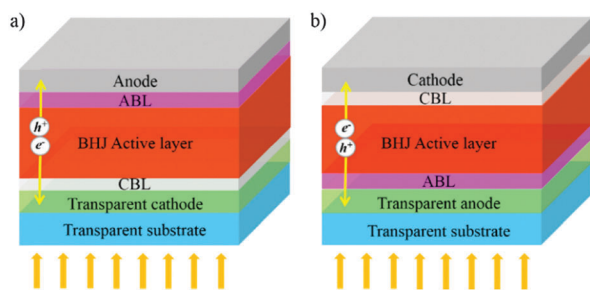 a)
Anode
ABL
h+
e-
BHJ Active layer
CBL
Transparent cathode
Transparent substrate
b)
Cathode
CBL
e-
h+
BHJ Active layer
ABL
Transparent anode
Transparent substrate